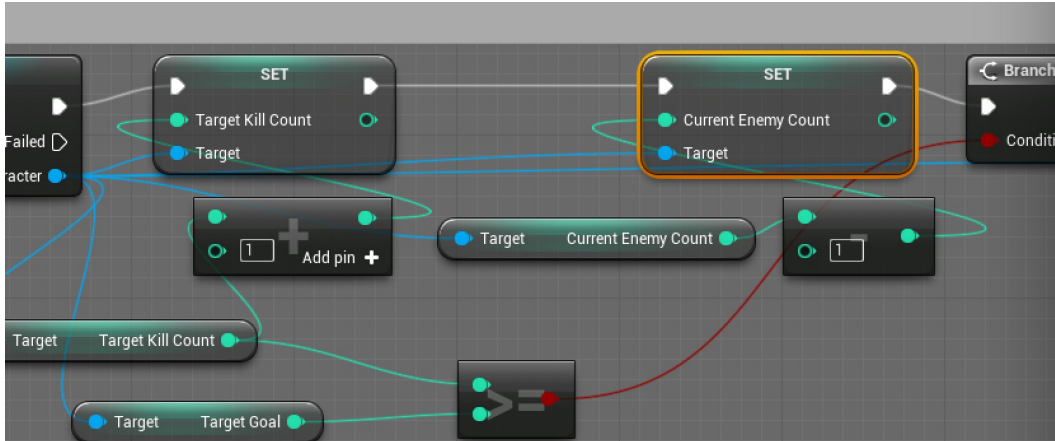 SET
SET
Branch
Target Kill Count
Current Enemy Count
Failed
Target
Target
Conditi
racter
+
-
1
Add pin +
Target
Current Enemy Count
1
Target
Target Kill Count
>=
Target
Target Goal